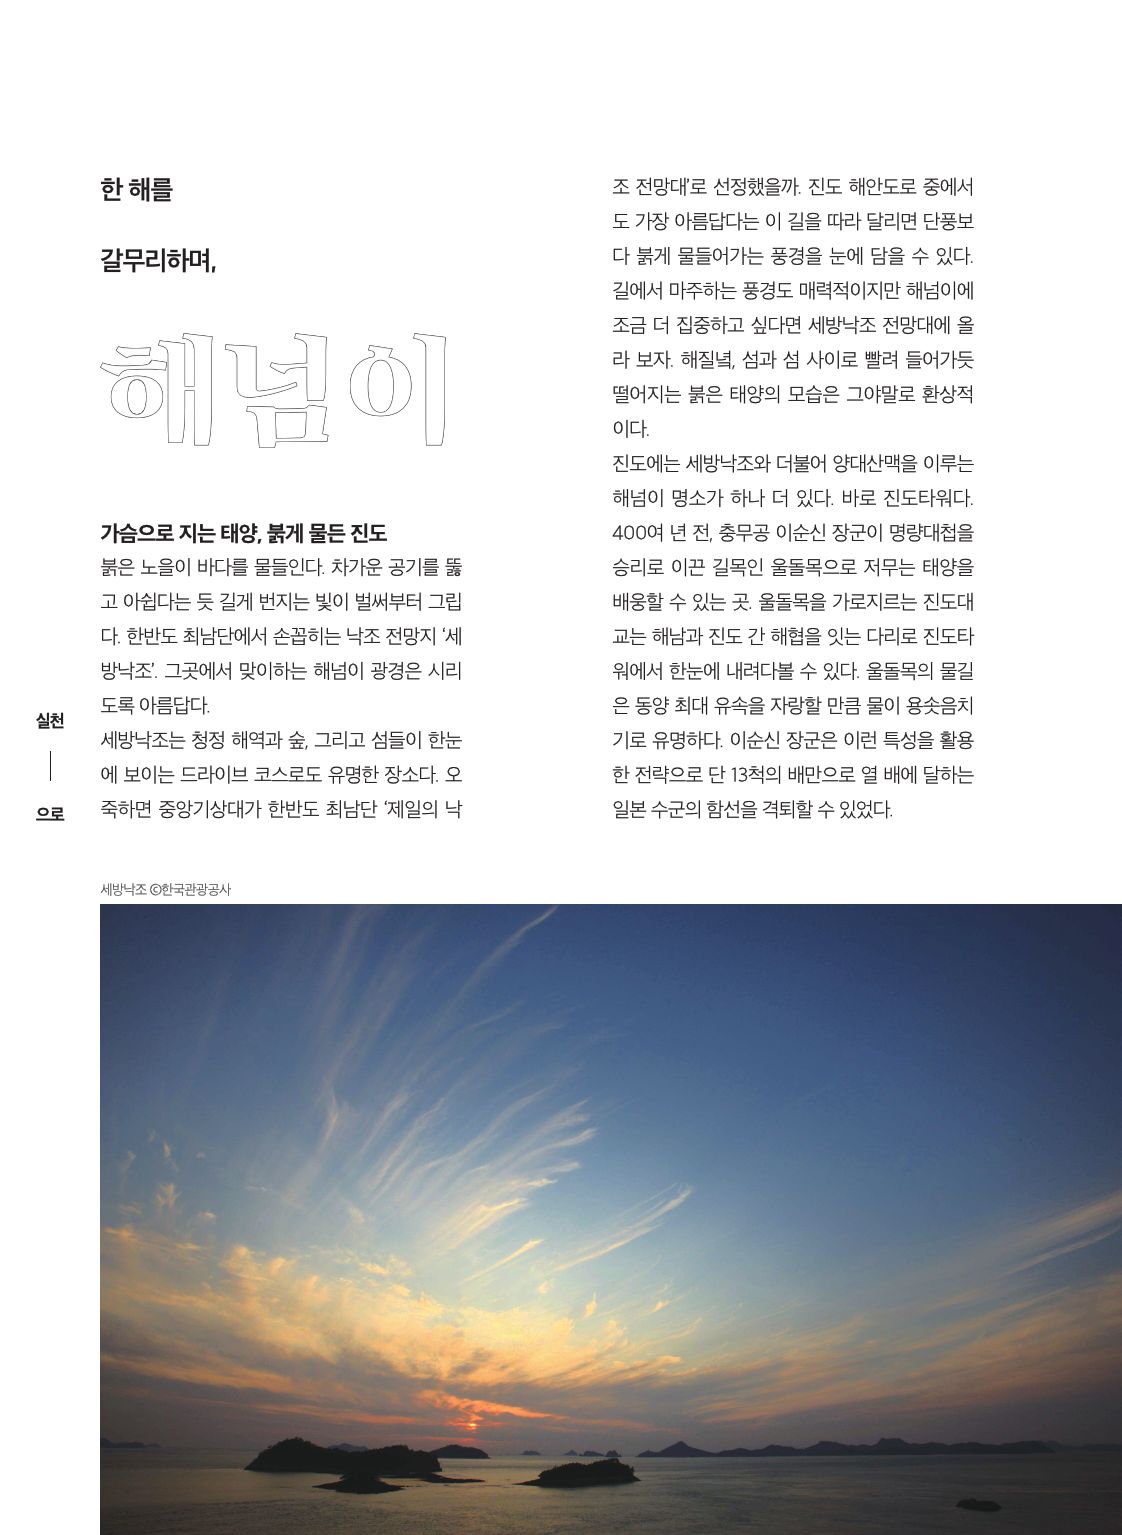 한 해를
갈무리하며,
해넘이
가슴으로 지는 태양, 붉게 물든 진도
붉은 노을이 바다를 물들인다. 차가운 공기를 뚫
고 아쉽다는 듯 길게 번지는 빛이 벌써부터 그립
다. 한반도 최남단에서 손꼽히는 낙조 전망지 ‘세
방낙조’. 그곳에서 맞이하는 해넘이 광경은 시리
도록 아름답다.
세방낙조는 청정 해역과 숲, 그리고 섬들이 한눈
에 보이는 드라이브 코스로도 유명한 장소다. 오
죽하면 중앙기상대가 한반도 최남단 ‘제일의 낙
조 전망대’로 선정했을까. 진도 해안도로 중에서
도 가장 아름답다는 이 길을 따라 달리면 단풍보
다 붉게 물들어가는 풍경을 눈에 담을 수 있다.
길에서 마주하는 풍경도 매력적이지만 해넘이에
조금 더 집중하고 싶다면 세방낙조 전망대에 올
라 보자. 해질녘, 섬과 섬 사이로 빨려 들어가듯
떨어지는 붉은 태양의 모습은 그야말로 환상적
이다.
진도에는 세방낙조와 더불어 양대산맥을 이루는
해넘이 명소가 하나 더 있다. 바로 진도타워다.
400여 년 전, 충무공 이순신 장군이 명량대첩을
승리로 이끈 길목인 울돌목으로 저무는 태양을
배웅할 수 있는 곳. 울돌목을 가로지르는 진도대
교는 해남과 진도 간 해협을 잇는 다리로 진도타
워에서 한눈에 내려다볼 수 있다. 울돌목의 물길
은 동양 최대 유속을 자랑할 만큼 물이 용솟음치
기로 유명하다. 이순신 장군은 이런 특성을 활용
한 전략으로 단 13척의 배만으로 열 배에 달하는
일본 수군의 함선을 격퇴할 수 있었다.
실천
으로
세방낙조 ©한국관광공사